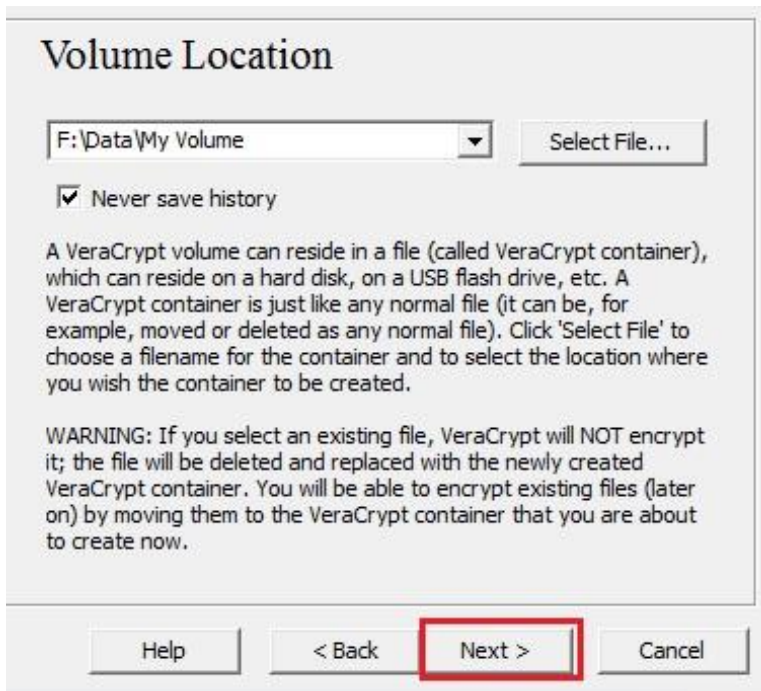 Volume Location
F:\Data\My Volume
Select File...
Never save history
A VeraCrypt volume can reside in a file (called VeraCrypt container),
which can reside on a hard disk, on a USB flash drive, etc. A
VeraCrypt container is just like any normal file (it can be, for
example, moved or deleted as any normal file). Click 'Select File' to
choose a filename for the container and to select the location where
you wish the container to be created.
WARNING: If you select an existing file, VeraCrypt will NOT encrypt
it; the file will be deleted and replaced with the newly created
VeraCrypt container. You will be able to encrypt existing files (later
on) by moving them to the VeraCrypt container that you are about
to create now.
Help
< Back
Next >
Cancel